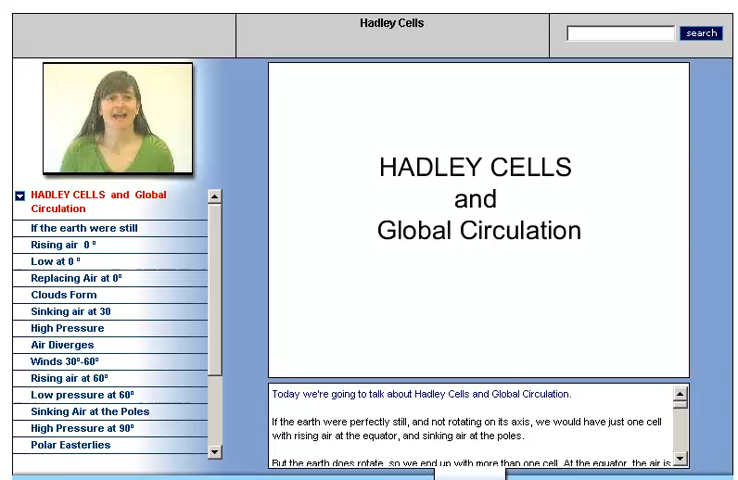 Hadley Cells
search
HADLEY CELLS and Global
Circulation
If the earth were still
Rising air 0 º
Low at 0 º
Replacing Air at 0º
Clouds Form
Sinking air at 30
High Pressure
Air Diverges
Winds 30º-60º
Rising air at 60º
Low pressure at 60º
Sinking Air at the Poles
High Pressure at 90º
Polar Easterlies
HADLEY CELLS
and
Global Circulation
Today we're going to talk about Hadley Cells and Global Circulation.
If the earth were perfectly still, and not rotating on its axis, we would have just one cell
with rising air at the equator, and sinking air at the poles.
But the earth does rotate, so we end up with more than one cell. At the equator, the air is